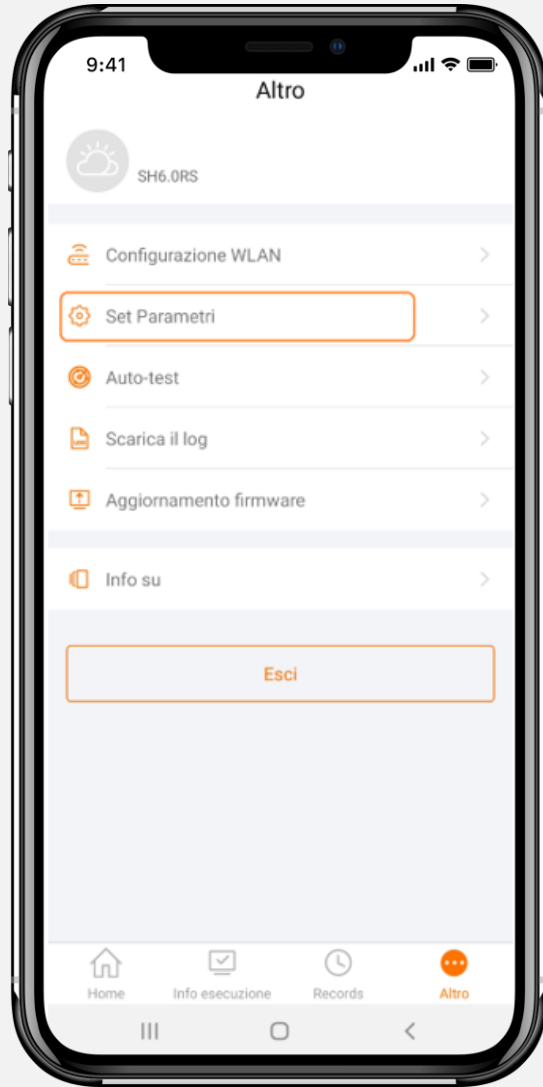 9:41
Altro
SH6.0RS
Configurazione WLAN
Set Parametri
Auto-test
Scarica il log
Aggiornamento firmware
Info su
Esci
Home Info esecuzione Records Altro